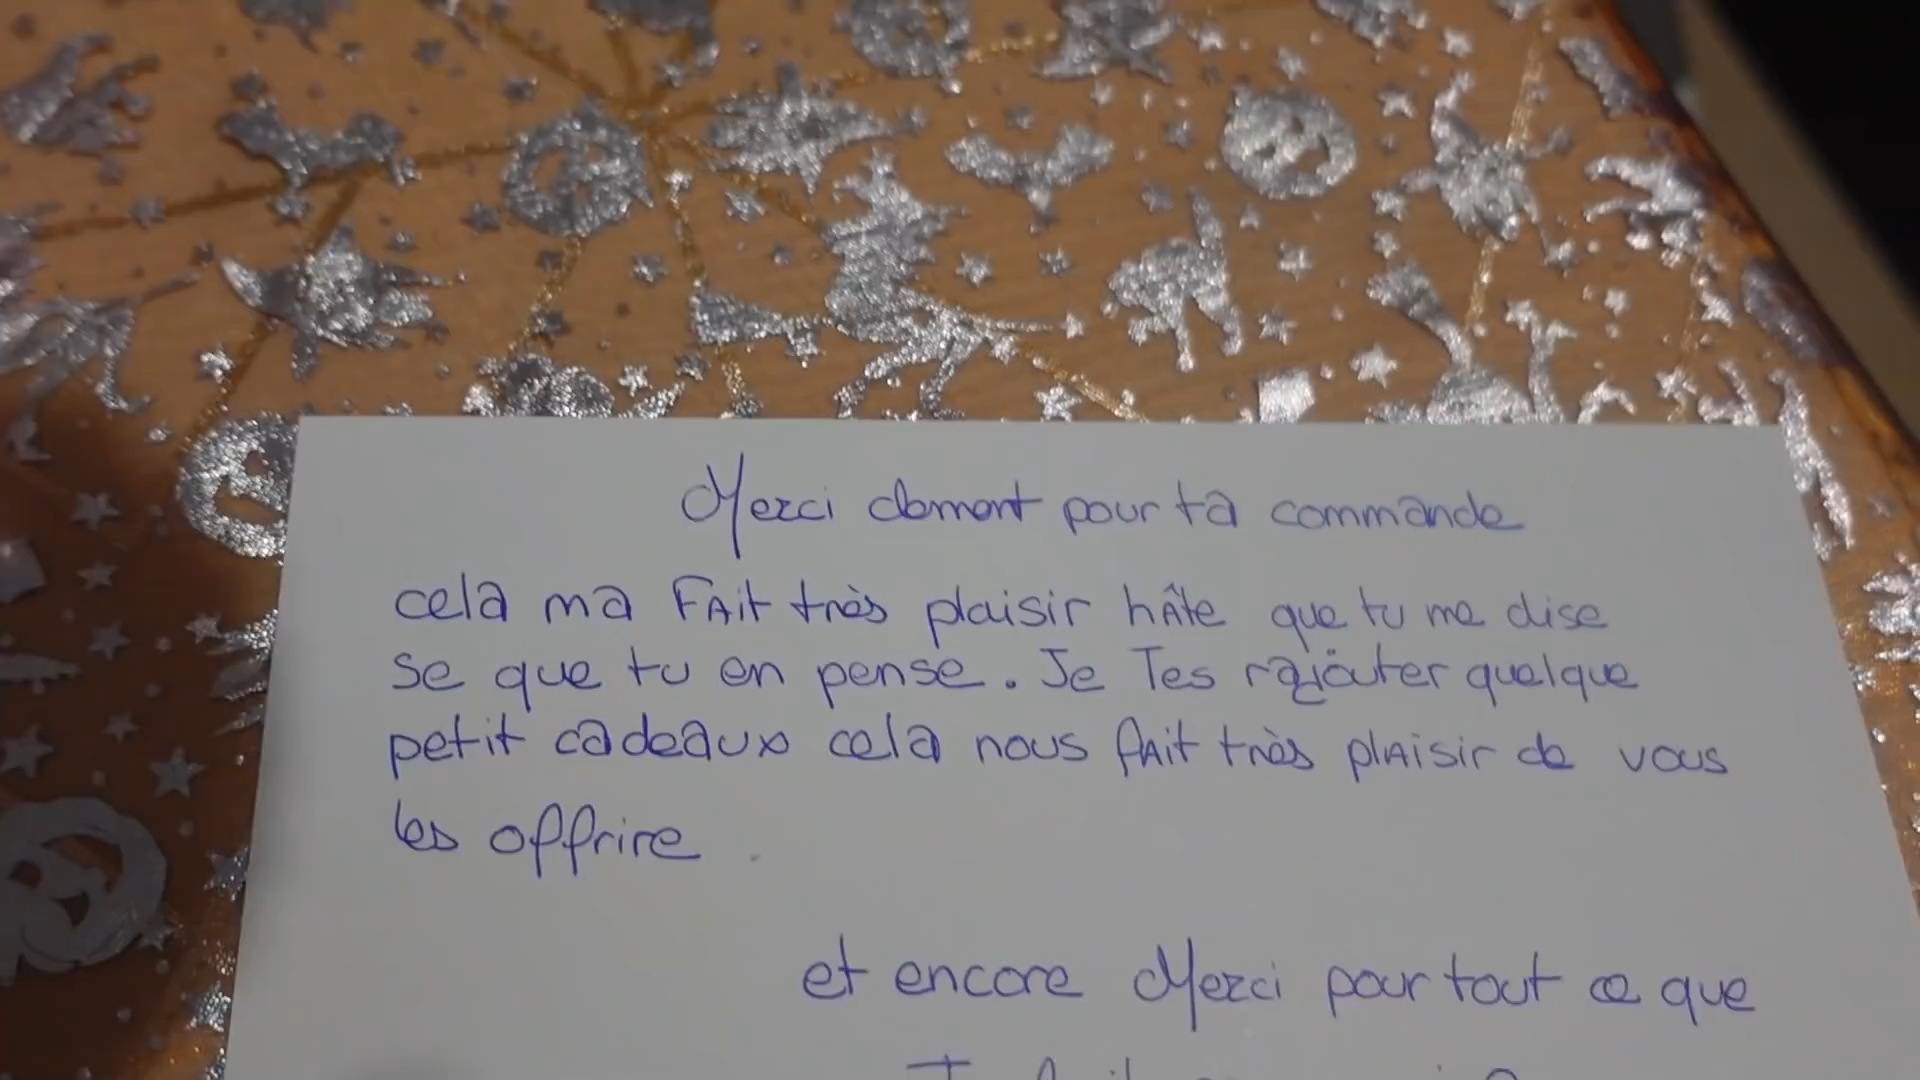 Merci clement pour ta commande
cela ma Fait très plaisir hâte que tu me dise
se que tu en pense. Je Tes rajouter quelque
petit cadeaux cela nous fait très plaisir de vous
les offrire
et encore Merci pour tout ce que